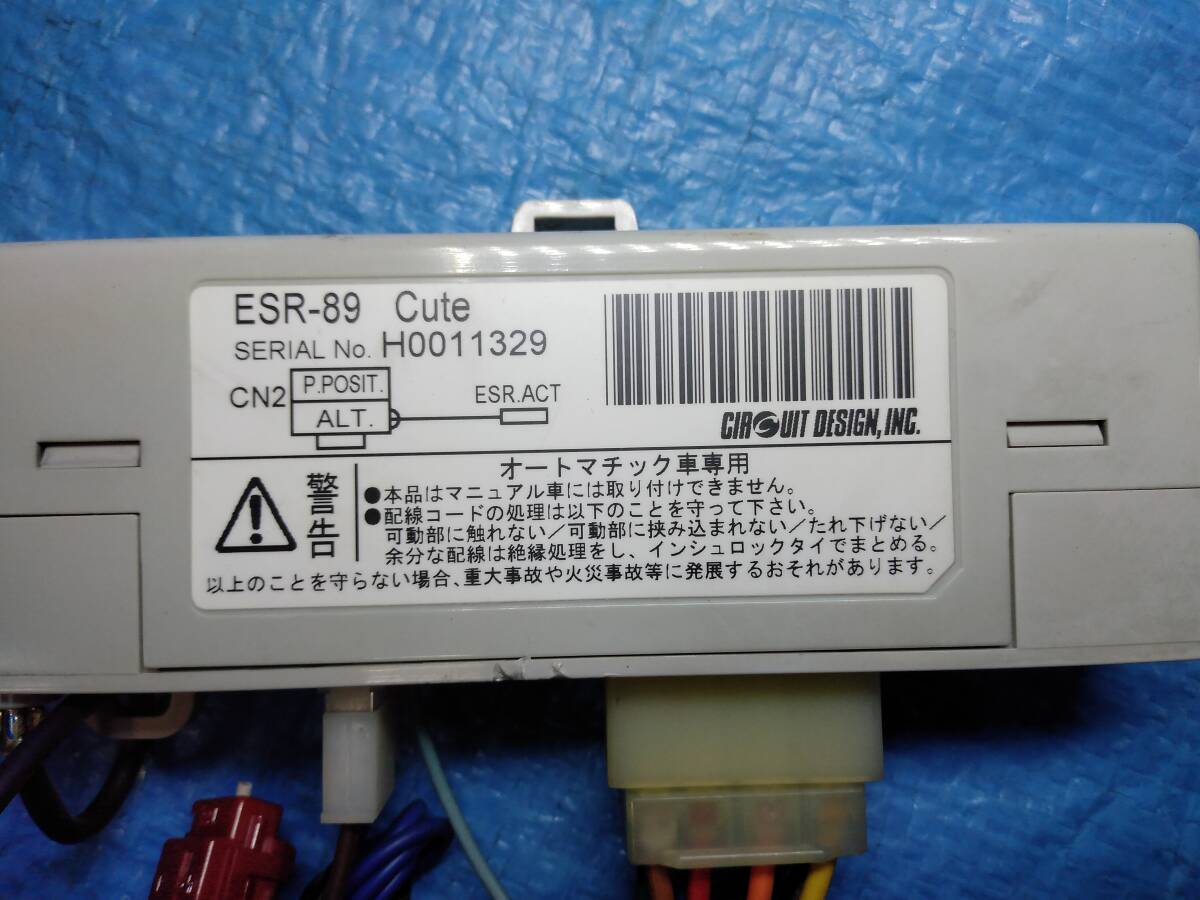 ESR-89 Cute
SERIAL No. H0011329
CN2
P.POSIT.
ALT.
ESR.ACT
CIRCUIT DESIGN, INC.
オートマチック車専用
警告
●本品はマニュアル車には取り付けできません。
●配線コードの処理は以下のことを守って下さい。
可動部に触れない／可動部に挟み込まれない／たれ下げない／
余分な配線は絶縁処理をし、インシュロックタイでまとめる。
以上のことを守らない場合、重大事故や火災事故等に発展するおそれがあります。